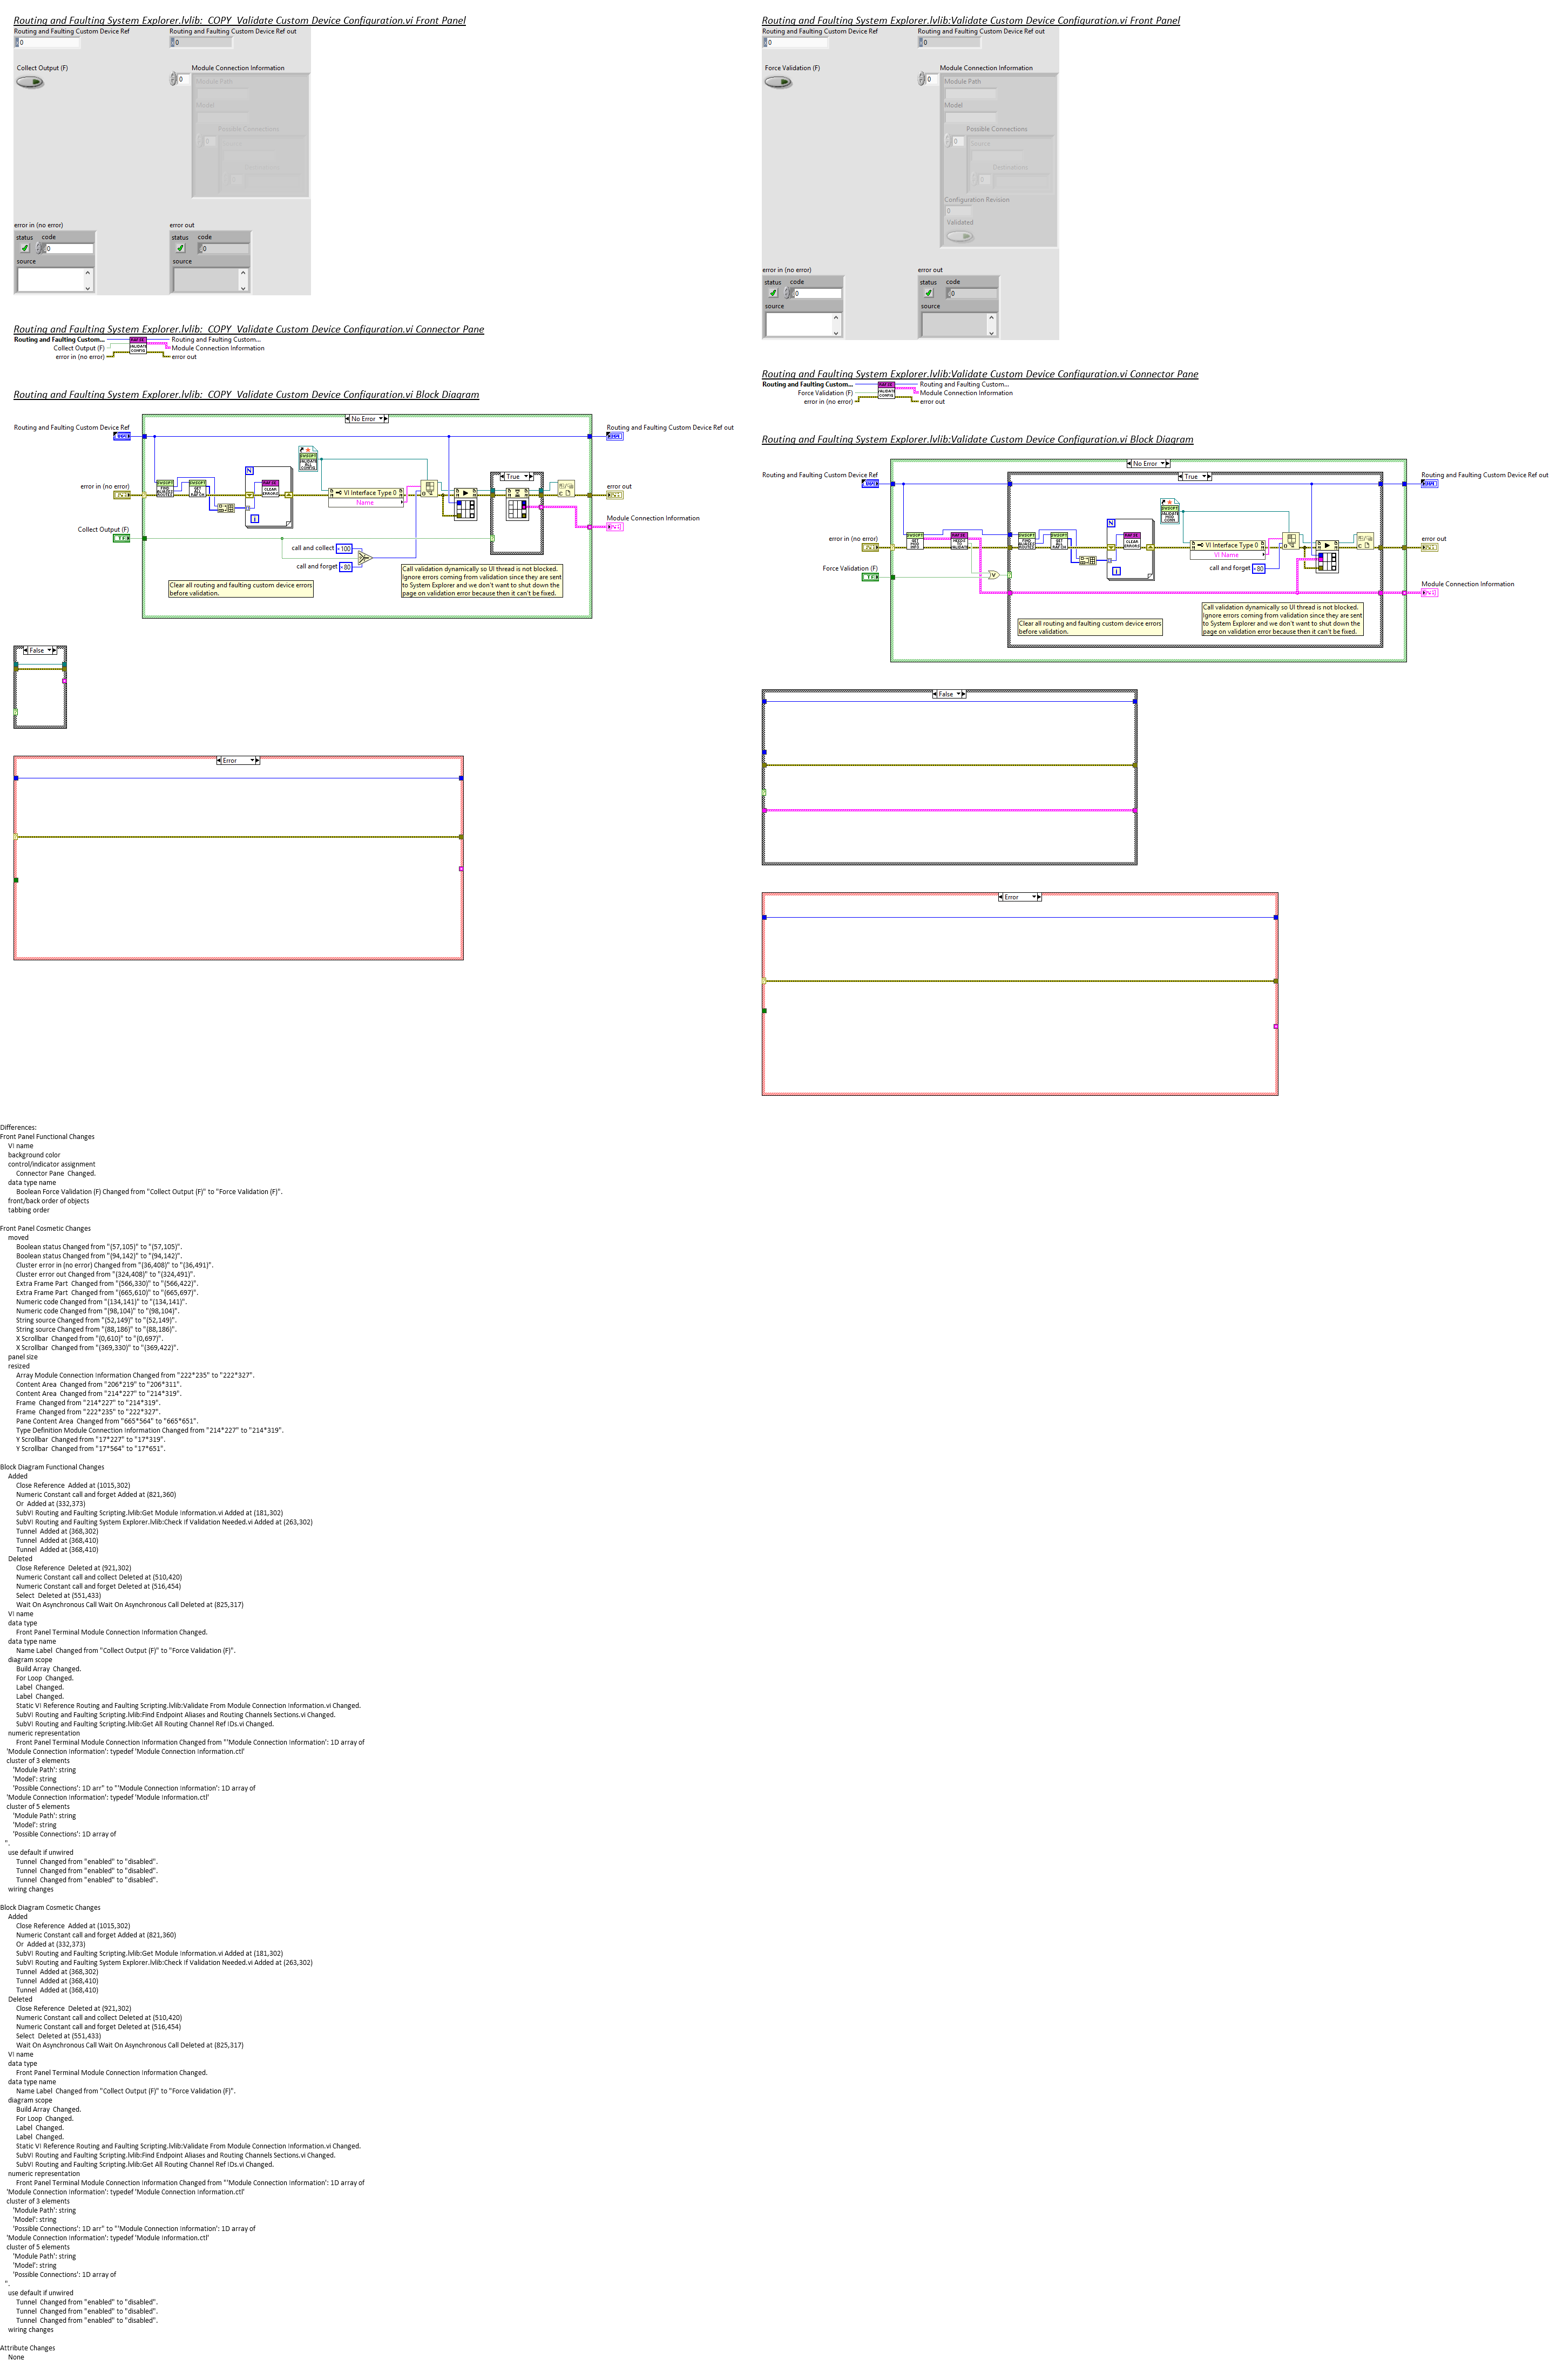 Routing and Faulting System Explorer.lvlib:  COPY  Validate Custom Device Configuration.vi Front Panel
Routing and Faulting Custom Device Ref
Routing and Faulting Custom Device Ref out
0
0
Collect Output (F)
Module Connection Information
0
Module Path
Model
Possible Connections
0
error in (no error)
error out
status
code
status
code
0
0
source
source
Routing and Faulting System Explorer.lvlib:  COPY  Validate Custom Device Configuration.vi Connector Pane
Routing and Faulting Custom...
Routing and Faulting Custom...
Collect Output (F)
Module Connection Information
error in (no error)
error out
Routing and Faulting System Explorer.lvlib:  COPY  Validate Custom Device Configuration.vi Block Diagram
No Error
Routing and Faulting Custom Device Ref
Routing and Faulting Custom Device Ref out
True
error in (no error)
VI Interface Type 0
Name
error out
Collect Output (F)
Module Connection Information
call and collect
100
call and forget
80
Clear all routing and faulting custom device errors
before validation.
Call validation dynamically so UI thread is not blocked.
Ignore errors coming from validation since they are sent
to System Explorer and we don't want to shut down the
page on validation error because then it can't be fixed.
False
Error
Routing and Faulting System Explorer.lvlib:Validate Custom Device Configuration.vi Front Panel
Routing and Faulting Custom Device Ref
Routing and Faulting Custom Device Ref out
0
0
Force Validation (F)
Module Connection Information
0
Module Path
Model
Possible Connections
0
Source
Destinations
0
Configuration Revision
0
Validated
error in (no error)
error out
status
code
status
code
0
0
source
source
Routing and Faulting System Explorer.lvlib:Validate Custom Device Configuration.vi Connector Pane
Routing and Faulting Custom...
Routing and Faulting Custom...
Force Validation (F)
Module Connection Information
error in (no error)
error out
Routing and Faulting System Explorer.lvlib:Validate Custom Device Configuration.vi Block Diagram
No Error
Routing and Faulting Custom Device Ref
Routing and Faulting Custom Device Ref out
True
error in (no error)
VI Interface Type 0
VI Name
error out
Force Validation (F)
call and forget
80
Module Connection Information
Clear all routing and faulting custom device errors
before validation.
Call validation dynamically so UI thread is not blocked.
Ignore errors coming from validation since they are sent
to System Explorer and we don't want to shut down the
page on validation error because then it can't be fixed.
False
Error
Differences:
Front Panel Functional Changes
VI name
background color
control/indicator assignment
Connector Pane  Changed.
data type name
Boolean Force Validation (F) Changed from "Collect Output (F)" to "Force Validation (F)".
front/back order of objects
tabbing order
Front Panel Cosmetic Changes
moved
Boolean status Changed from "(57,105)" to "(57,105)".
Boolean status Changed from "(94,142)" to "(94,142)".
Cluster error in (no error) Changed from "(36,408)" to "(36,491)".
Cluster error out Changed from "(324,408)" to "(324,491)".
Extra Frame Part  Changed from "(566,330)" to "(566,422)".
Extra Frame Part  Changed from "(665,610)" to "(665,697)".
Numeric code Changed from "(134,141)" to "(134,141)".
Numeric code Changed from "(98,104)" to "(98,104)".
String source Changed from "(52,149)" to "(52,149)".
String source Changed from "(88,186)" to "(88,186)".
X Scrollbar  Changed from "(0,610)" to "(0,697)".
X Scrollbar  Changed from "(369,330)" to "(369,422)".
panel size
resized
Array Module Connection Information Changed from "222*235" to "222*327".
Content Area  Changed from "206*219" to "206*311".
Content Area  Changed from "214*227" to "214*319".
Frame  Changed from "214*227" to "214*319".
Frame  Changed from "222*235" to "222*327".
Pane Content Area  Changed from "665*564" to "665*651".
Type Definition Module Connection Information Changed from "214*227" to "214*319".
Y Scrollbar  Changed from "17*227" to "17*319".
Y Scrollbar  Changed from "17*564" to "17*651".
Block Diagram Functional Changes
Added
Close Reference  Added at (1015,302)
Numeric Constant call and forget Added at (821,360)
Or  Added at (332,373)
SubVI Routing and Faulting Scripting.lvlib:Get Module Information.vi Added at (181,302)
SubVI Routing and Faulting System Explorer.lvlib:Check If Validation Needed.vi Added at (263,302)
Tunnel  Added at (368,302)
Tunnel  Added at (368,410)
Tunnel  Added at (368,410)
Deleted
Close Reference  Deleted at (921,302)
Numeric Constant call and collect Deleted at (510,420)
Numeric Constant call and forget Deleted at (516,454)
Select  Deleted at (551,433)
Wait On Asynchronous Call Wait On Asynchronous Call Deleted at (825,317)
VI name
data type
Front Panel Terminal Module Connection Information Changed.
data type name
Name Label  Changed from "Collect Output (F)" to "Force Validation (F)".
diagram scope
Build Array  Changed.
For Loop  Changed.
Label  Changed.
Label  Changed.
Static VI Reference Routing and Faulting Scripting.lvlib:Validate From Module Connection Information.vi Changed.
SubVI Routing and Faulting Scripting.lvlib:Find Endpoint Aliases and Routing Channels Sections.vi Changed.
SubVI Routing and Faulting Scripting.lvlib:Get All Routing Channel Ref IDs.vi Changed.
numeric representation
Front Panel Terminal Module Connection Information Changed from "'Module Connection Information': 1D array of
'Module Connection Information': typedef 'Module Connection Information.ctl'
cluster of 3 elements
'Module Path': string
'Model': string
'Possible Connections': 1D arr" to "'Module Connection Information': 1D array of
'Module Connection Information': typedef 'Module Information.ctl'
cluster of 5 elements
'Module Path': string
'Model': string
'Possible Connections': 1D array of
".
use default if unwired
Tunnel  Changed from "enabled" to "disabled".
Tunnel  Changed from "enabled" to "disabled".
Tunnel  Changed from "enabled" to "disabled".
wiring changes
Block Diagram Cosmetic Changes
Added
Close Reference  Added at (1015,302)
Numeric Constant call and forget Added at (821,360)
Or  Added at (332,373)
SubVI Routing and Faulting Scripting.lvlib:Get Module Information.vi Added at (181,302)
SubVI Routing and Faulting System Explorer.lvlib:Check If Validation Needed.vi Added at (263,302)
Tunnel  Added at (368,302)
Tunnel  Added at (368,410)
Tunnel  Added at (368,410)
Deleted
Close Reference  Deleted at (921,302)
Numeric Constant call and collect Deleted at (510,420)
Numeric Constant call and forget Deleted at (516,454)
Select  Deleted at (551,433)
Wait On Asynchronous Call Wait On Asynchronous Call Deleted at (825,317)
VI name
data type
Front Panel Terminal Module Connection Information Changed.
data type name
Name Label  Changed from "Collect Output (F)" to "Force Validation (F)".
diagram scope
Build Array  Changed.
For Loop  Changed.
Label  Changed.
Label  Changed.
Static VI Reference Routing and Faulting Scripting.lvlib:Validate From Module Connection Information.vi Changed.
SubVI Routing and Faulting Scripting.lvlib:Find Endpoint Aliases and Routing Channels Sections.vi Changed.
SubVI Routing and Faulting Scripting.lvlib:Get All Routing Channel Ref IDs.vi Changed.
numeric representation
Front Panel Terminal Module Connection Information Changed from "'Module Connection Information': 1D array of
'Module Connection Information': typedef 'Module Connection Information.ctl'
cluster of 3 elements
'Module Path': string
'Model': string
'Possible Connections': 1D arr" to "'Module Connection Information': 1D array of
'Module Connection Information': typedef 'Module Information.ctl'
cluster of 5 elements
'Module Path': string
'Model': string
'Possible Connections': 1D array of
".
use default if unwired
Tunnel  Changed from "enabled" to "disabled".
Tunnel  Changed from "enabled" to "disabled".
Tunnel  Changed from "enabled" to "disabled".
wiring changes
Attribute Changes
None